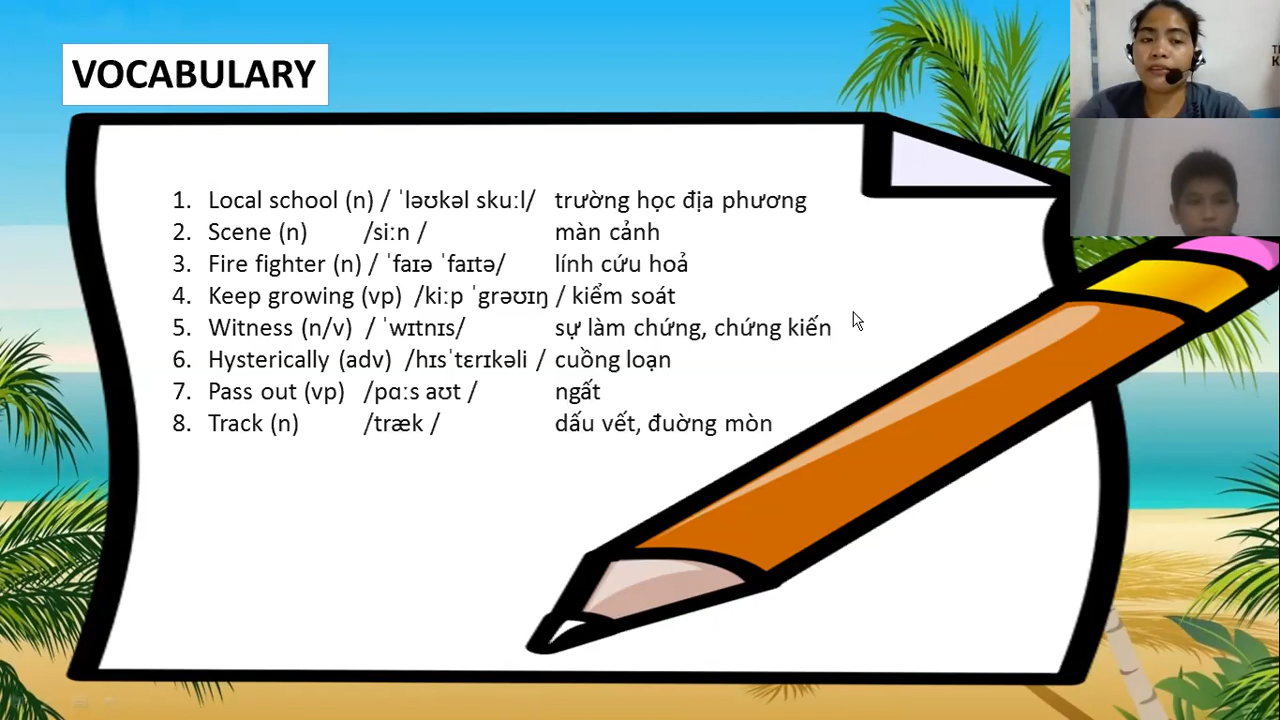 VOCABULARY
1. Local school (n) / ˈləʊkəl skuːl/ trường học địa phương
2. Scene (n) /siːn / màn cảnh
3. Fire fighter (n) / ˈfaɪə ˈfaɪtə/ lính cứu hoả
4. Keep growing (vp) /kiːp ˈgrəʊɪŋ / kiểm soát
5. Witness (n/v) / ˈwɪtnɪs/ sự làm chứng, chứng kiến
6. Hysterically (adv) /hɪsˈtɛrɪkəli / cuồng loạn
7. Pass out (vp) /pɑːs aʊt / ngất
8. Track (n) /træk / dấu vết, đuờng mòn